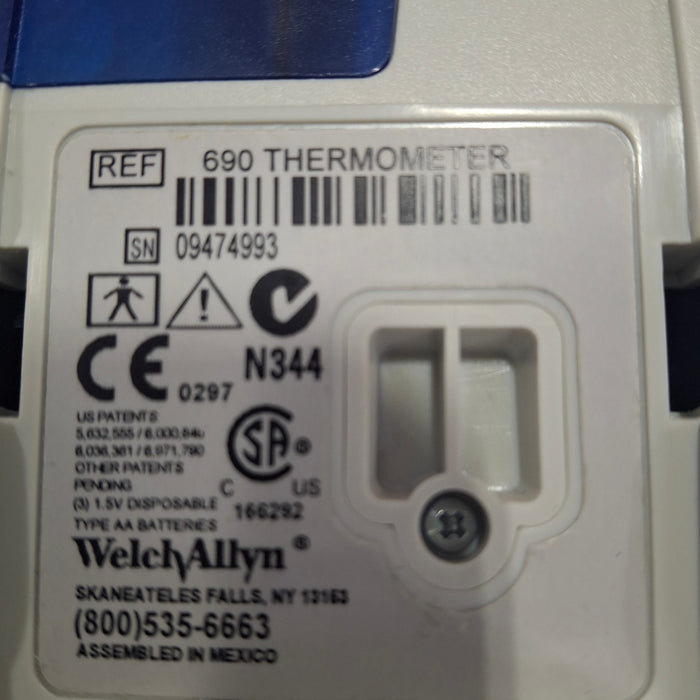 REF 690 THERMOMETER
SN 09474993
CE 0297 N344
US PATENTS
5,632,555 / 6,000,846
6,036,361 / 6,971,790
OTHER PATENTS
PENDING
(3) 1.5V DISPOSABLE
TYPE AA BATTERIES
SA ®
C US
166292
WelchAllyn ®
SKANEATELES FALLS, NY 13153
(800)535-6663
ASSEMBLED IN MEXICO